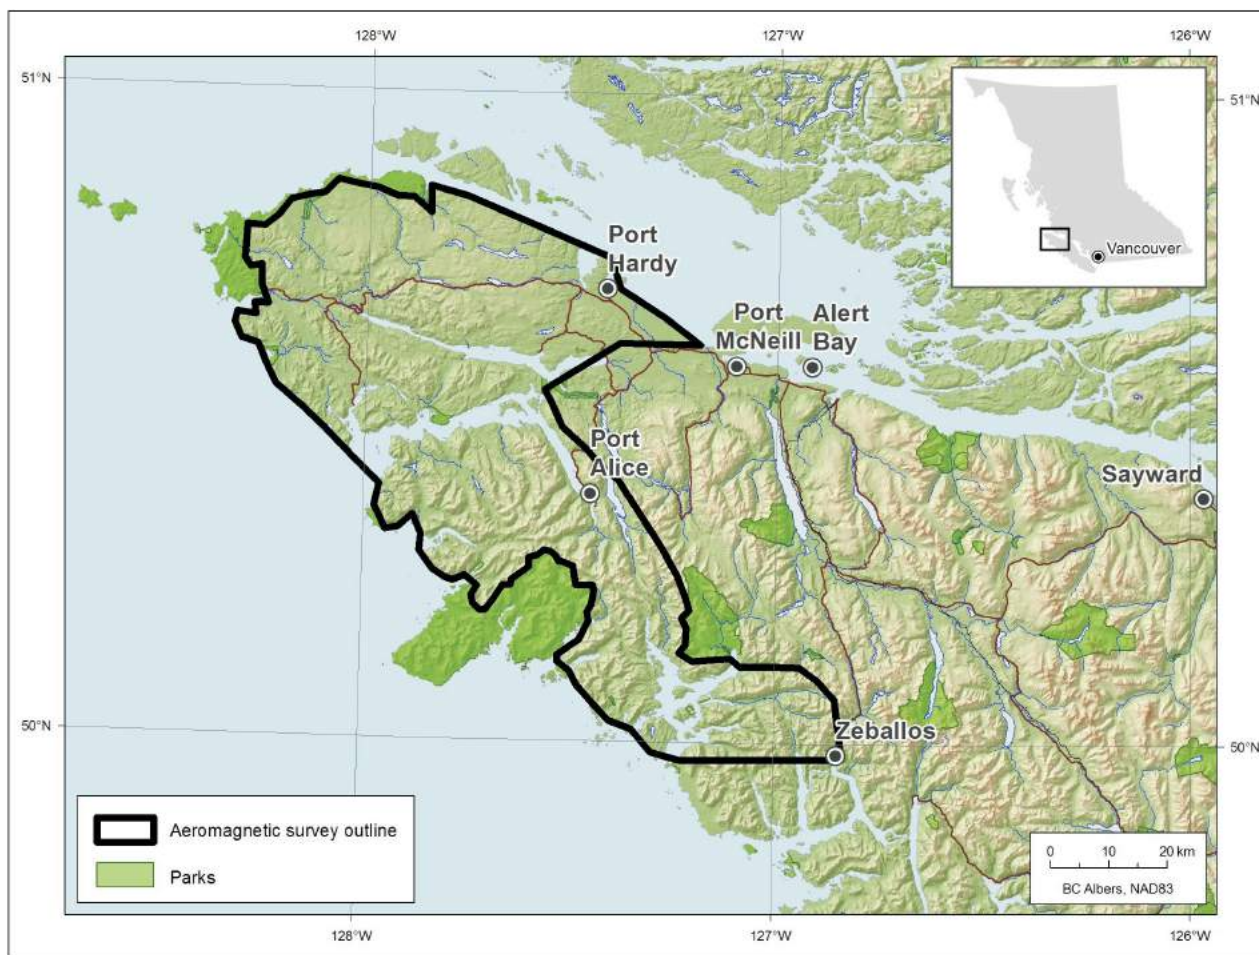 128°W
127°W
126°W
51°N
51°N
Vancouver
Port
Hardy
Port
McNeill
Alert
Bay
Port
Alice
Sayward
50°N
50°N
Zeballos
Aeromagnetic survey outline
Parks
0 10 20 km
BC Albers, NAD83
128°W
127°W
126°W